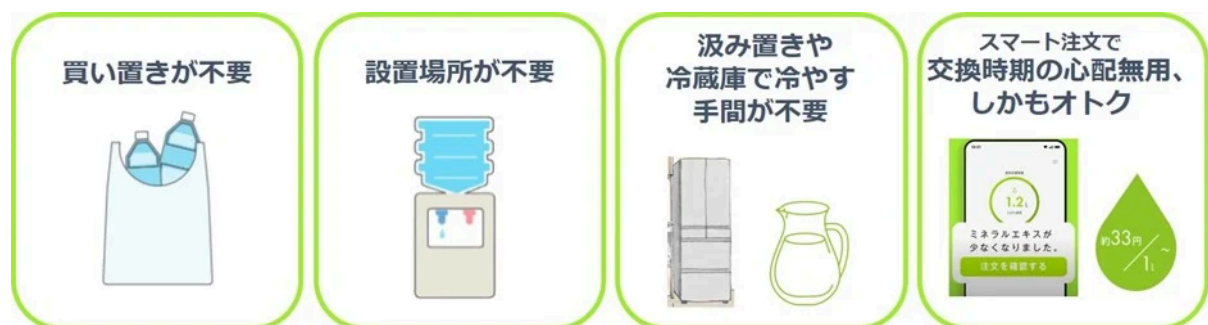 買い置きが不要
設置場所が不要
汲み置きや
冷蔵庫で冷やす
手間が不要
スマート注文で
交換時期の心配無用、
しかもオトク
1.2L
ミネラルエキスが
少なくなりました。
注文を確認する
約33円/1L~